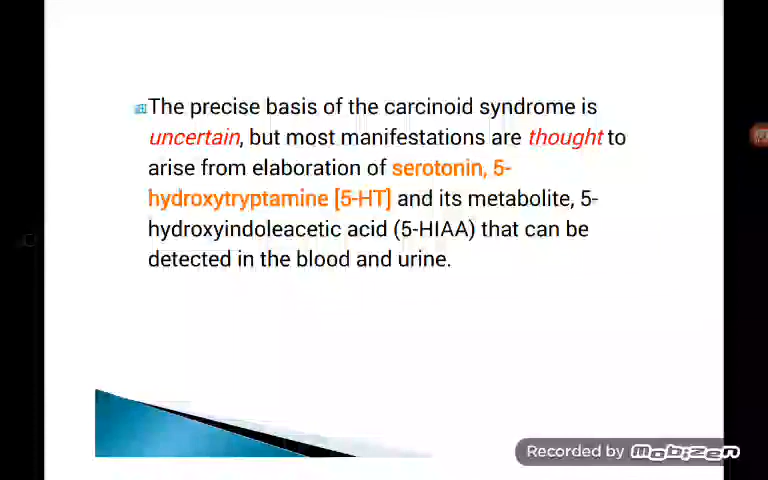 The precise basis of the carcinoid syndrome is
uncertain, but most manifestations are thought to
arise from elaboration of serotonin, 5-
hydroxytryptamine [5-HT] and its metabolite, 5-
hydroxyindoleacetic acid (5-HIAA) that can be
detected in the blood and urine.
Recorded by mobizen